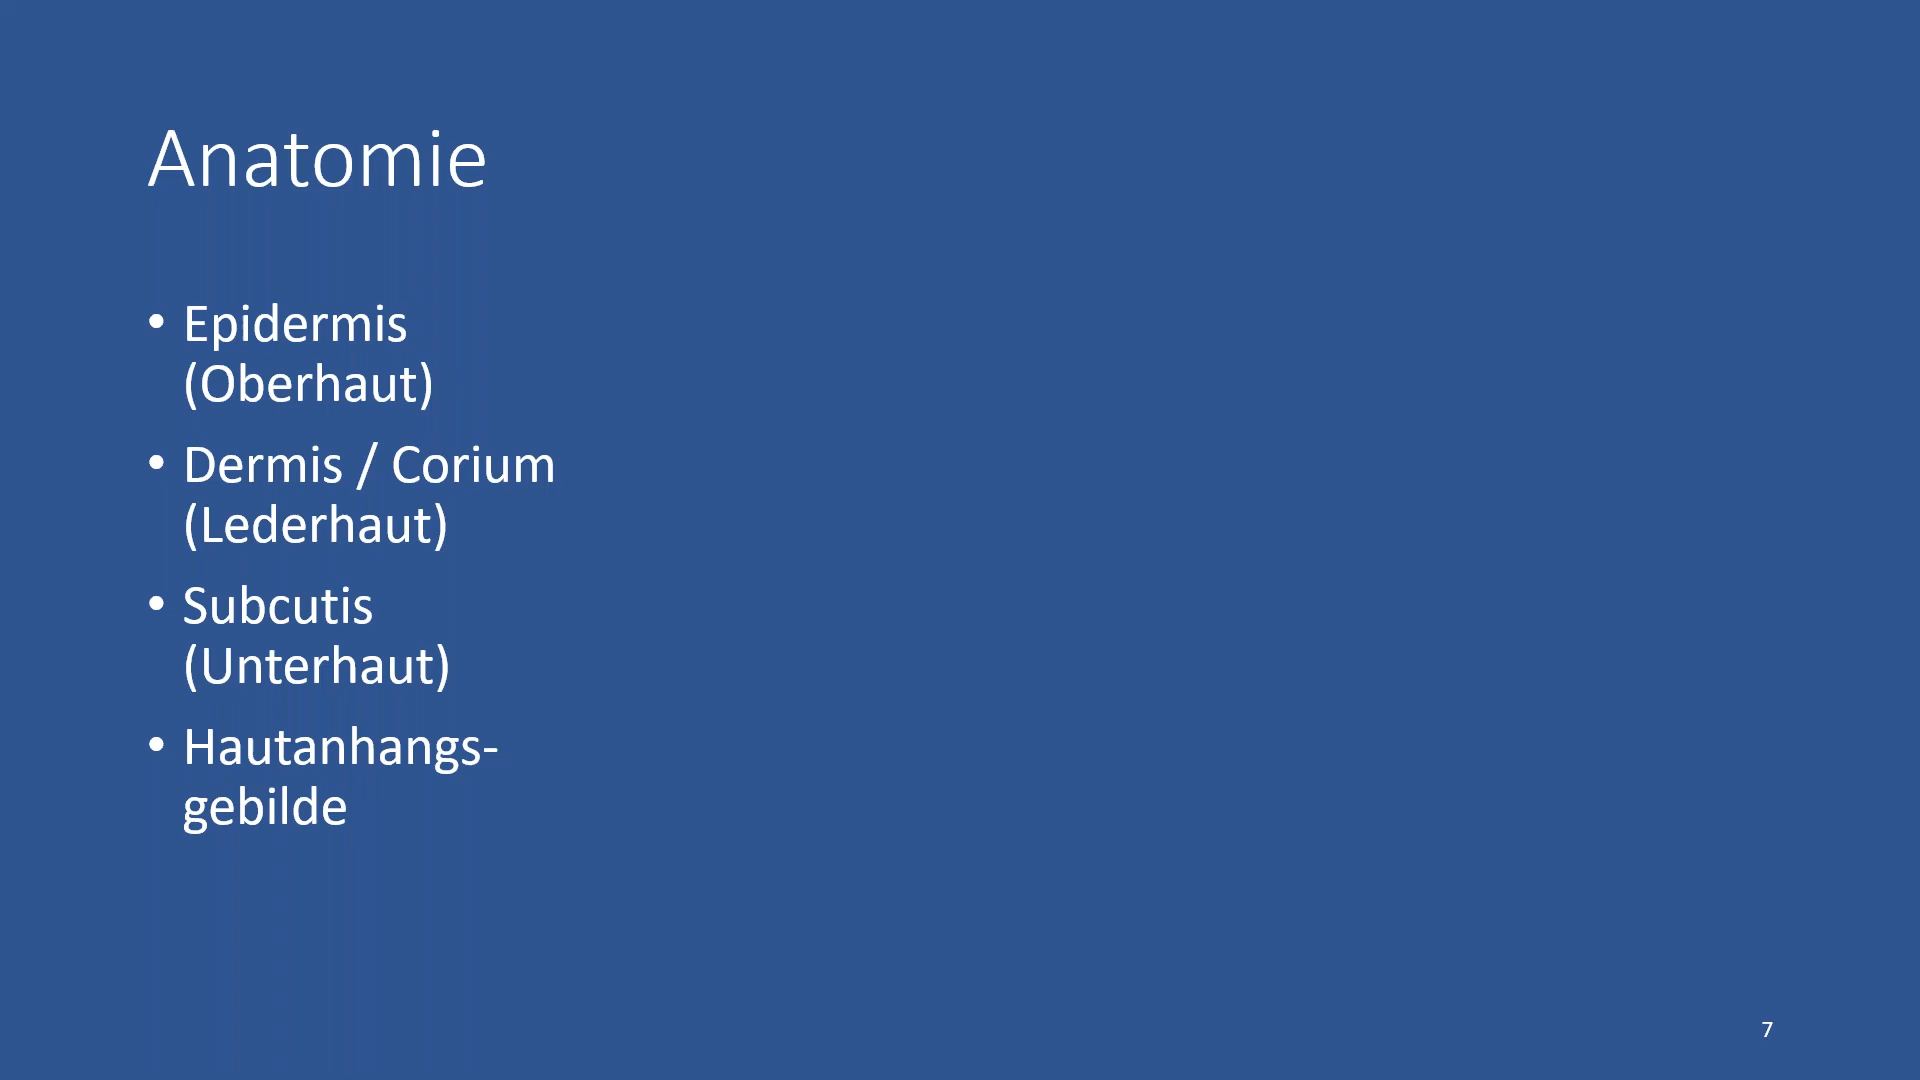 Anatomie
• Epidermis
(Oberhaut)
• Dermis / Corium
(Lederhaut)
• Subcutis
(Unterhaut)
• Hautanhangs-
gebilde
7